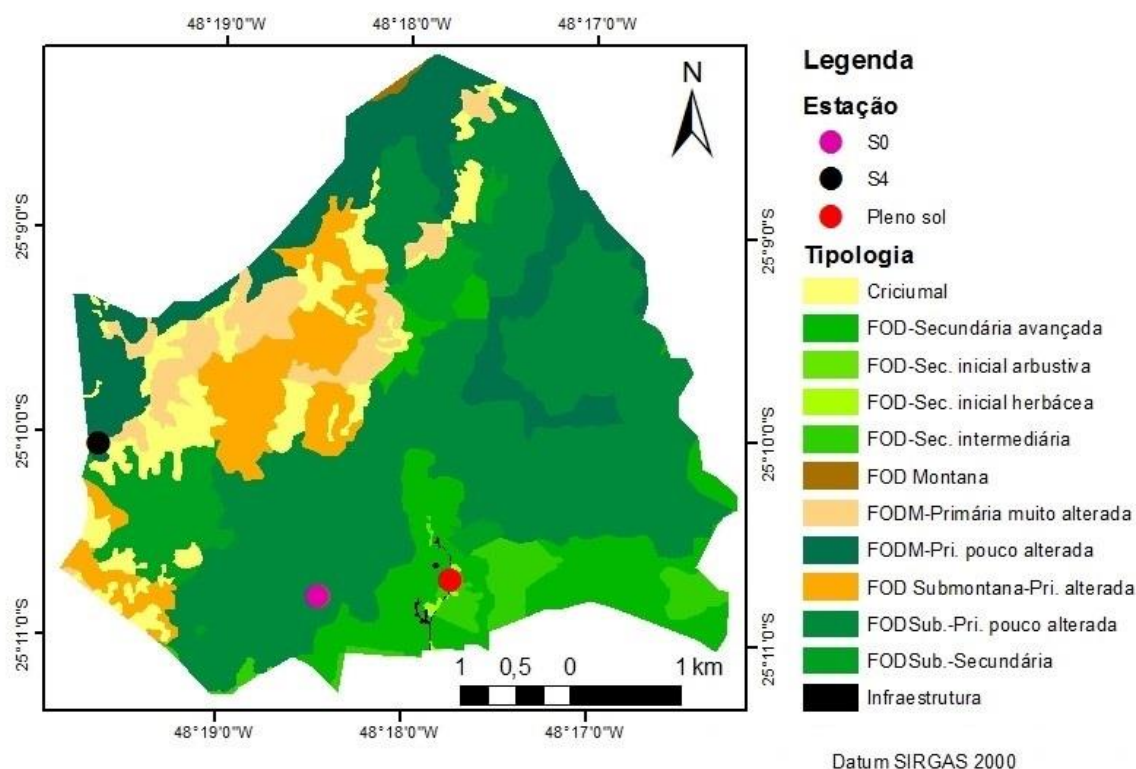 48°19'0"W 48°18'0"W 48°17'0"W
N
25°9'0"S 25°9'0"S
25°10'0"S 25°10'0"S
25°11'0"S 25°11'0"S
1 0,5 0 1 km
48°19'0"W 48°18'0"W 48°17'0"W
Legenda
Estação
S0
S4
Pleno sol
Tipologia
Criciumal
FOD-Secundária avançada
FOD-Sec. inicial arbustiva
FOD-Sec. inicial herbácea
FOD-Sec. intermediária
FOD Montana
FODM-Primária muito alterada
FODM-Pri. pouco alterada
FOD Submontana-Pri. alterada
FODSub.-Pri. pouco alterada
FODSub.-Secundária
Infraestrutura
Datum SIRGAS 2000